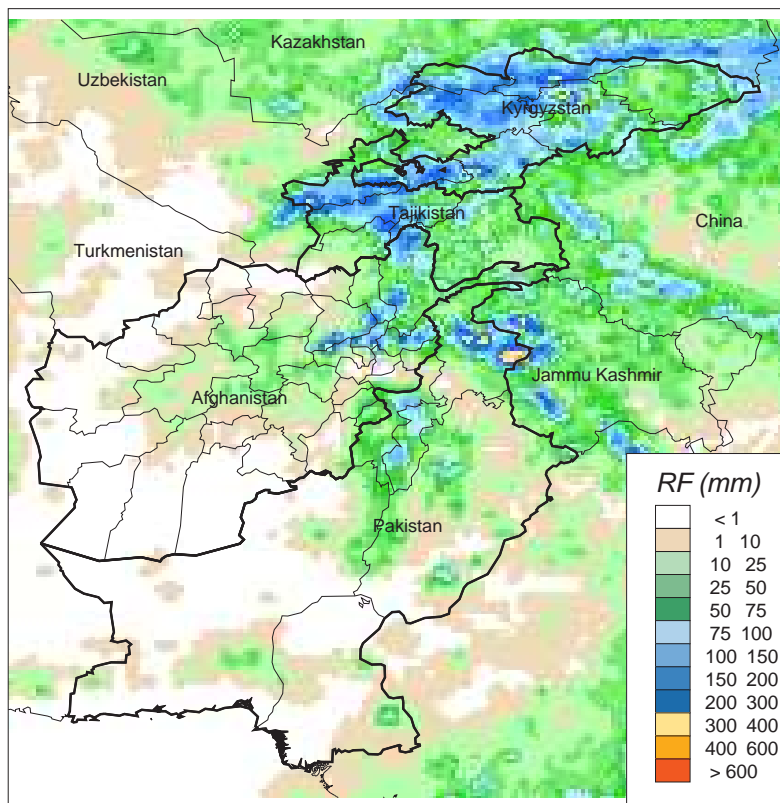 Kazakhstan
Uzbekistan
Kyrgyzstan
Tajikistan
China
Turkmenistan
Jammu Kashmir
Afghanistan
Pakistan
RF (mm)
< 1
1 10
10 25
25 50
50 75
75 100
100 150
150 200
200 300
300 400
400 600
> 600